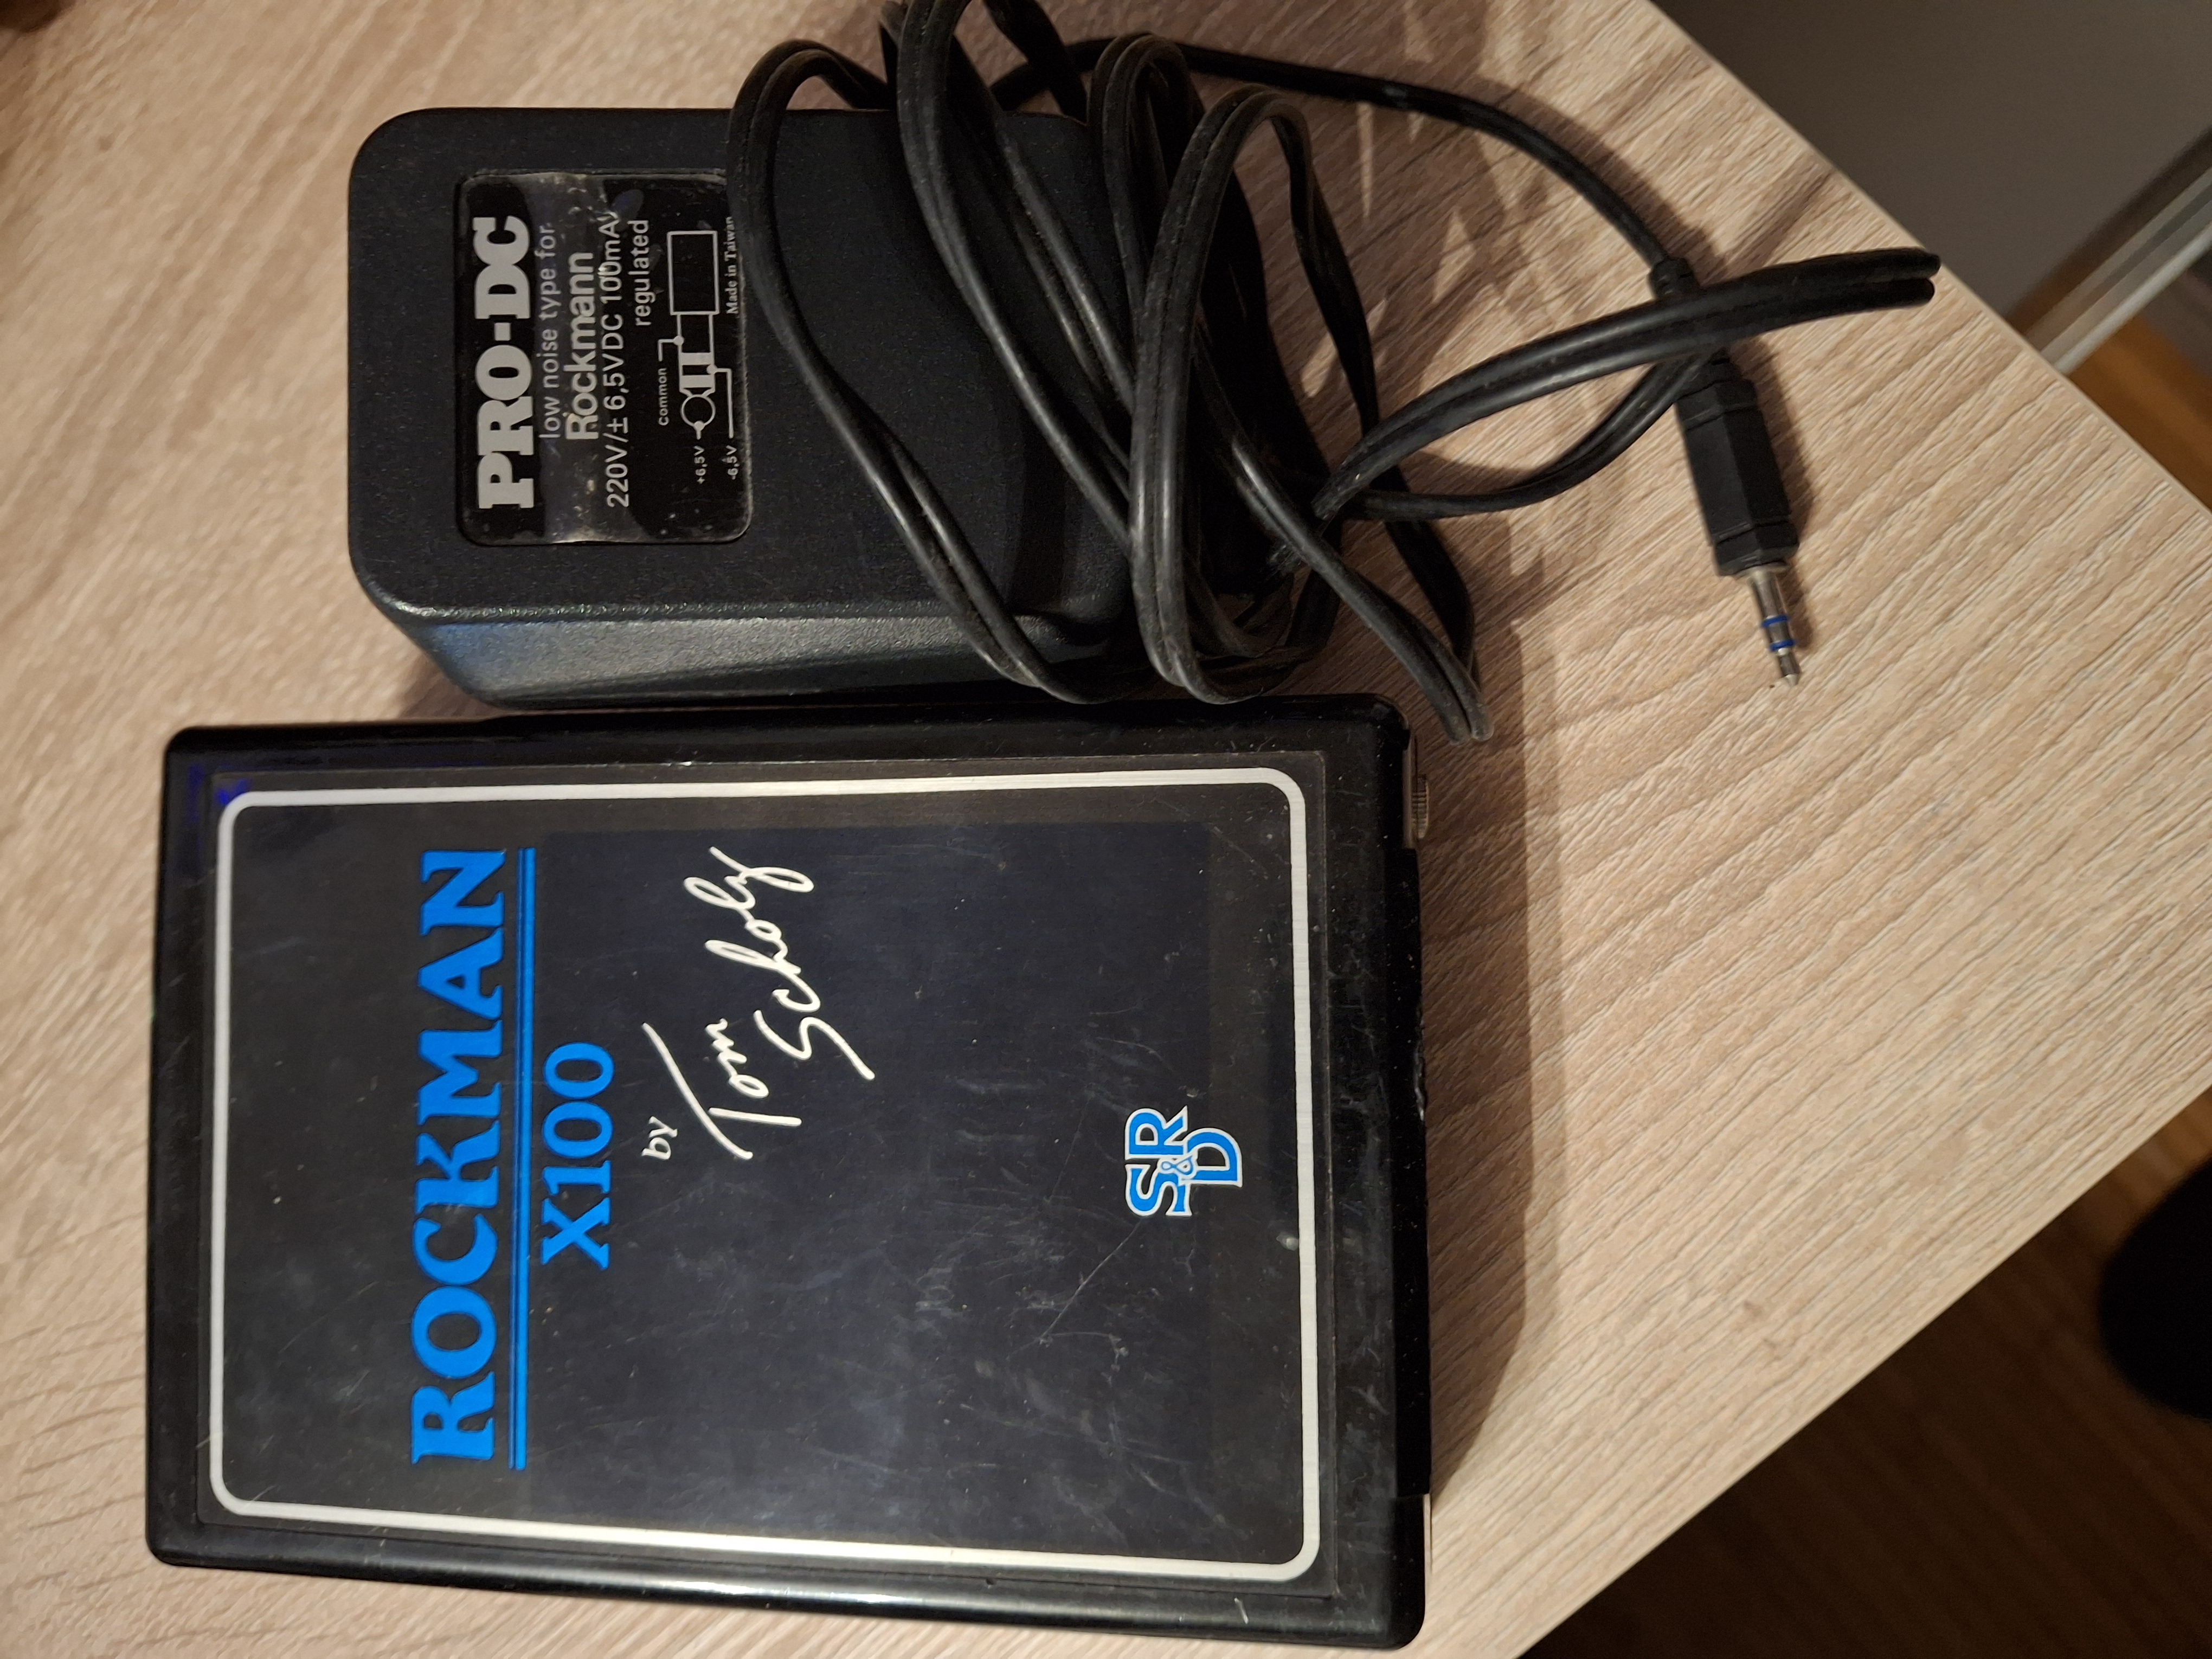 PRO-DC
low noise type for
Rockmann
220V/± 6,5VDC 100mA
regulated
common
+6,5V
-6,5V
Made in Taiwan
ROCKMAN
X100
by
Tom
Scholz
SR&D